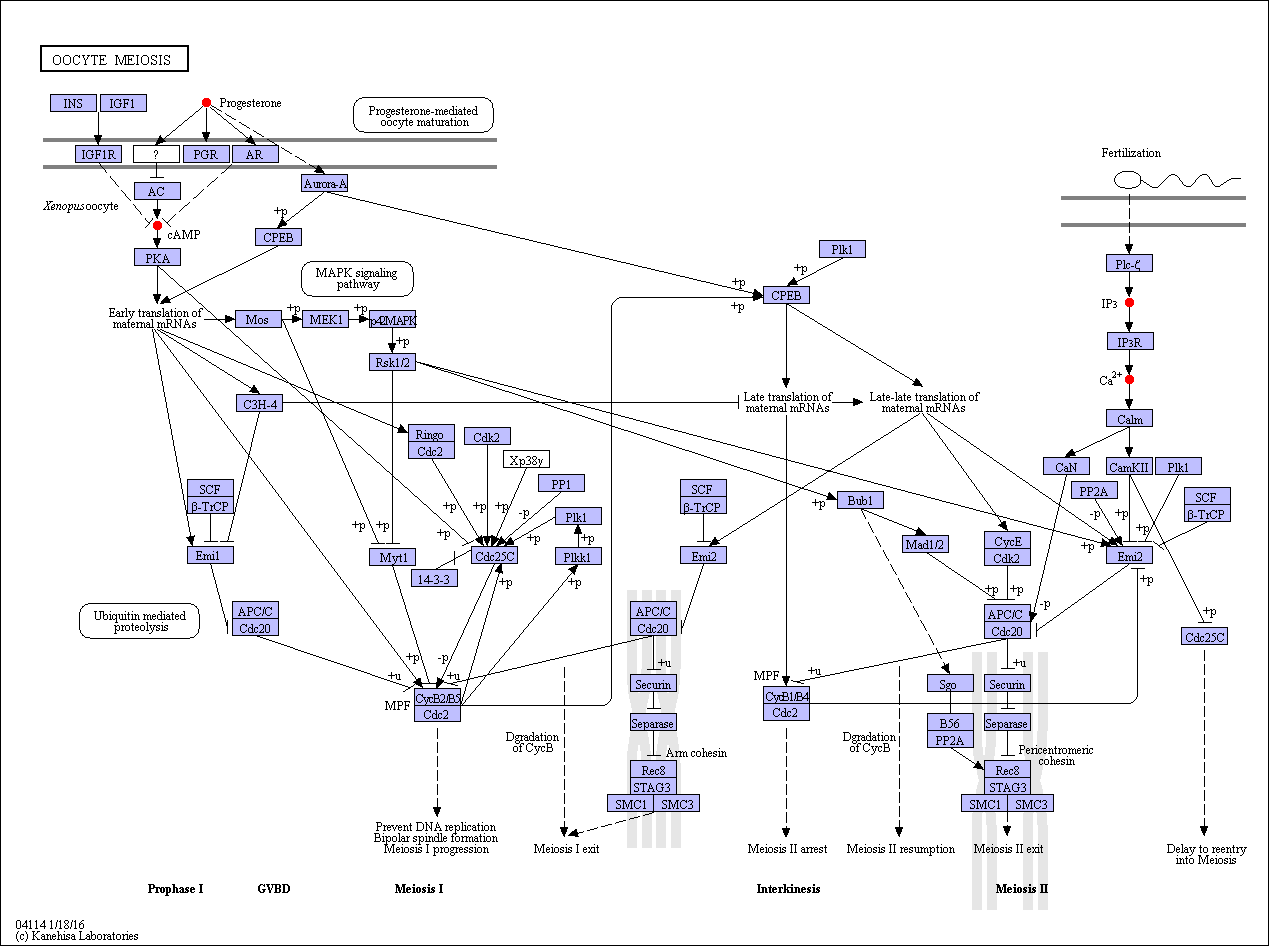 OOCYTE MEIOSIS
INS
IGF1
Progesterone
Progesterone-mediated
oocyte maturation
IGF1R
?
PGR
AR
Fertilization
AC
Aurora-A
Xenopus oocyte
cAMP
+p
CPEB
PKA
Plk1
+p
Plc-ζ
MAPK signaling
pathway
+p
CPEB
+p
IP3
Early translation of
maternal mRNAs
Mos
+p
MEK1
+p
p42MAPK
+p
IP3R
Rsk1/2
Ca2+
C3H-4
Late translation of
maternal mRNAs
Late-late translation of
maternal mRNAs
Calm
Ringo
Cdc2
Cdk2
Xp38γ
CaN
CamKII
Plk1
SCF
β-TrCP
PP1
SCF
β-TrCP
PP2A
SCF
β-TrCP
+p
+p
+p
-p
Plk1
+p
Bub1
-p
+p
+p
+p
+p
+p
+p
Emi1
Myt1
Cdc25C
Plkk1
Emi2
Mad1/2
CycE
Cdk2
+p
Emi2
14-3-3
+p
+p
+p
+p
+p
Ubiquitin mediated
proteolysis
APC/C
Cdc20
APC/C
Cdc20
APC/C
Cdc20
-p
+p
Cdc25C
+p
-p
+u
+u
+u
+u
+u
MPF
CycB2/B5
Cdc2
Securin
MPF
CycB1/B4
Cdc2
Sgo
Securin
Separase
B56
PP2A
Separase
Dgradation
of CycB
Arm cohesin
Dgradation
of CycB
Pericentromeric
cohesin
Rec8
STAG3
SMC1
SMC3
Rec8
STAG3
SMC1
SMC3
Prevent DNA replication
Bipolar spindle formation
Meiosis I progression
Meiosis I exit
Meiosis II arrest
Meiosis II resumption
Meiosis II exit
Delay to reentry
into Meiosis
Prophase I
GVBD
Meiosis I
Interkinesis
Meiosis II
04114 1/18/16
(c) Kanehisa Laboratories